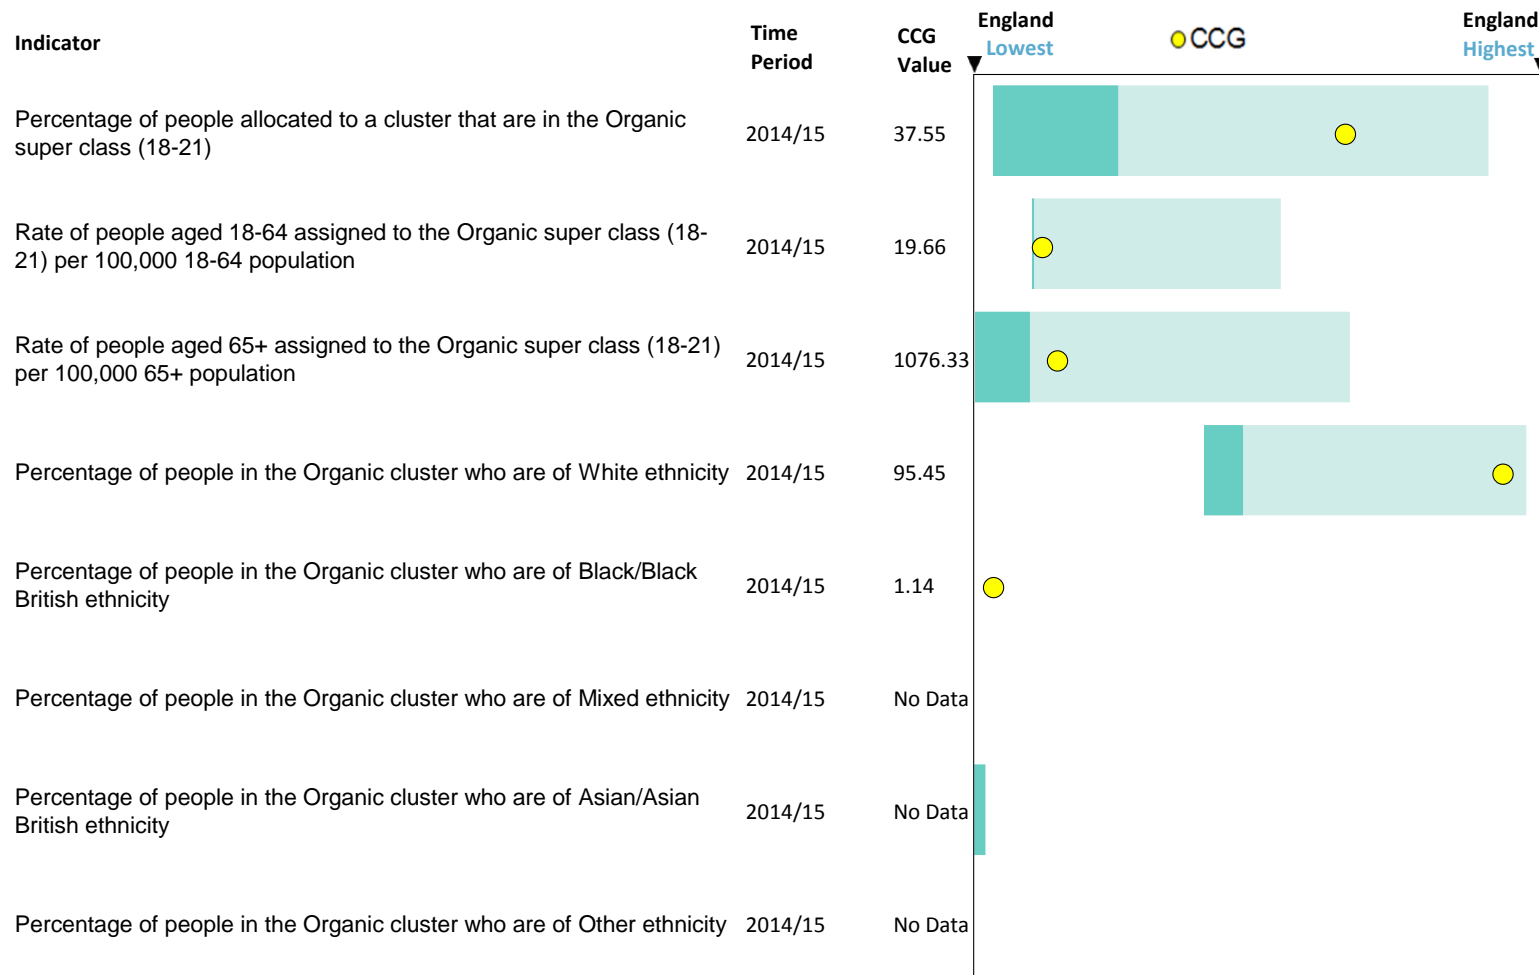 Indicator
Time
Period
CCG
Value
England
Lowest
CCG
England
Highest
Percentage of people allocated to a cluster that are in the Organic
super class (18-21)
2014/15
37.55
Rate of people aged 18-64 assigned to the Organic super class (18-
21) per 100,000 18-64 population
2014/15
19.66
Rate of people aged 65+ assigned to the Organic super class (18-21)
per 100,000 65+ population
2014/15
1076.33
Percentage of people in the Organic cluster who are of White ethnicity
2014/15
95.45
Percentage of people in the Organic cluster who are of Black/Black
British ethnicity
2014/15
1.14
Percentage of people in the Organic cluster who are of Mixed ethnicity
2014/15
No Data
Percentage of people in the Organic cluster who are of Asian/Asian
British ethnicity
2014/15
No Data
Percentage of people in the Organic cluster who are of Other ethnicity
2014/15
No Data